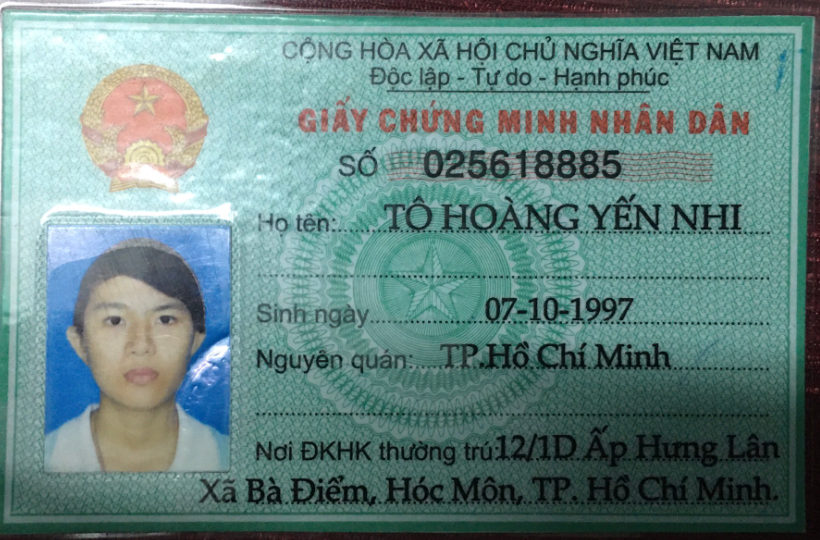 CỘNG HÒA XÃ HỘI CHỦ NGHĨA VIỆT NAM
Độc lập - Tự do - Hạnh phúc
GIẤY CHỨNG MINH NHÂN DÂN
SỐ 025618885
Họ tên: TÔ HOÀNG YẾN NHI
Sinh ngày 07-10-1997
Nguyên quán: TP.Hồ Chí Minh
Nơi ĐKHK thường trú: 12/1D Ấp Hưng Lân
Xã Bà Điểm, Hóc Môn, TP. Hồ Chí Minh.